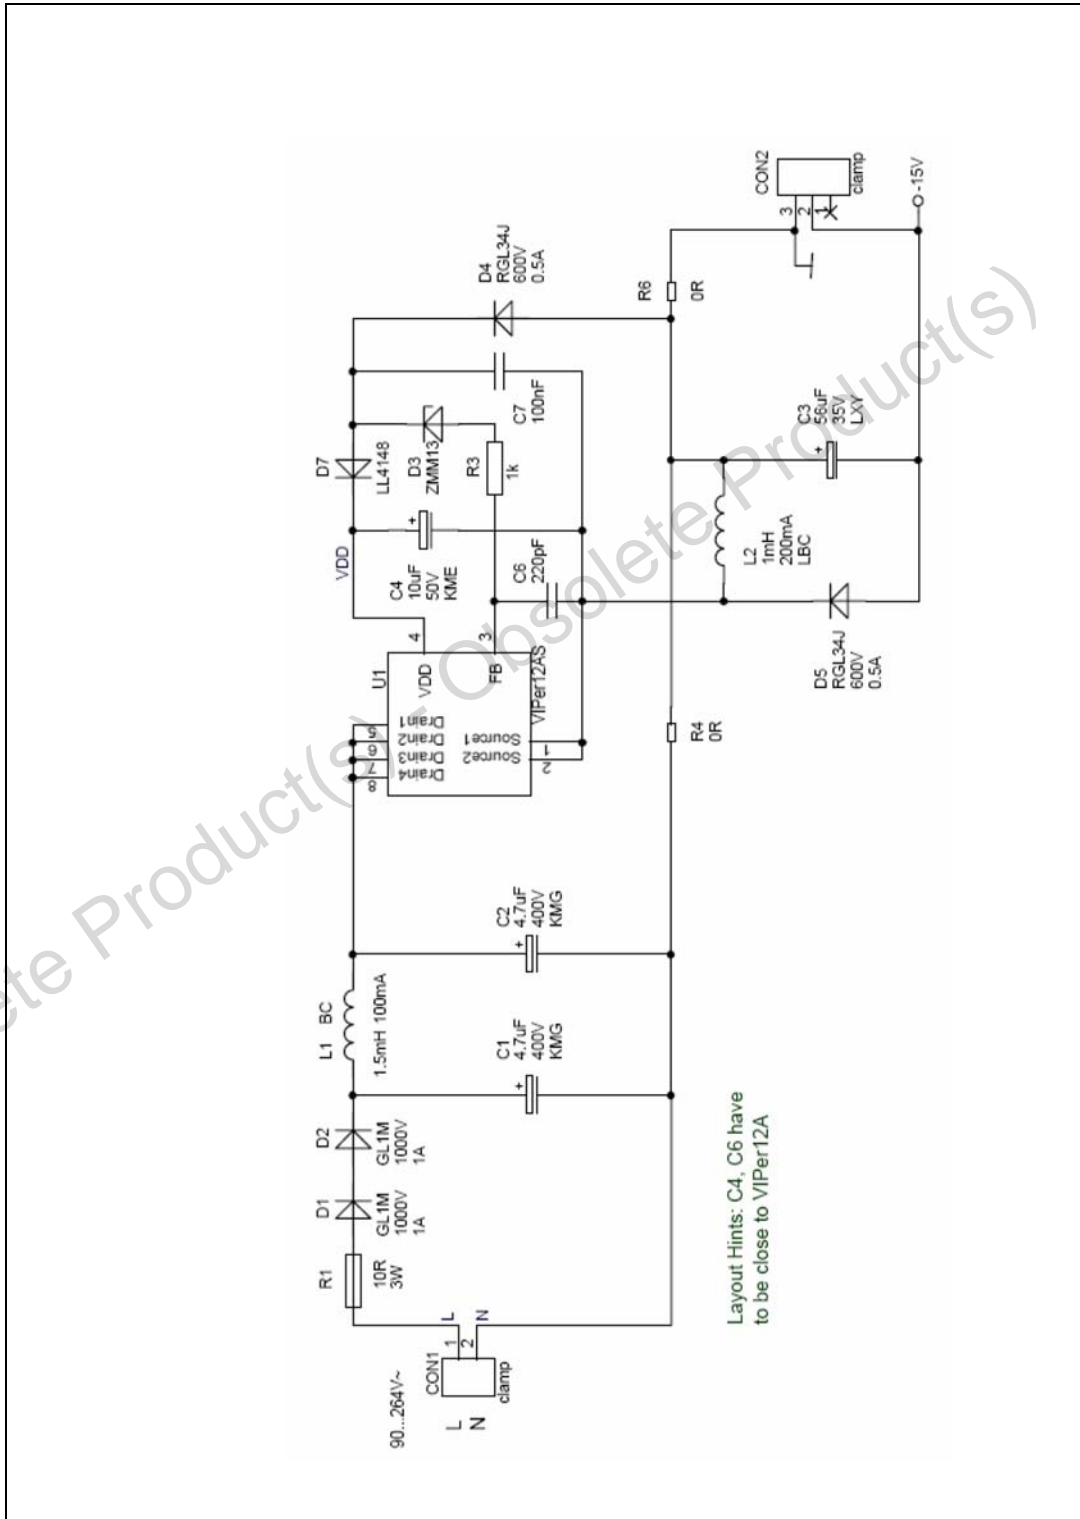 90...264V~
L
N
CON1
clamp
1
2
L
N
R1
10R
3W
D1
GL1M
1000V
1A
D2
GL1M
1000V
1A
L1 BC
1.5mH 100mA
C1
4.7uF
400V
KMG
C2
4.7uF
400V
KMG
U1
VIPer12AS
8
7
6
5
Drain4
Drain3
Drain2
Drain1
Source2
Source1
2
1
VDD
FB
4
3
VDD
C4
10uF
50V
KME
C6
220pF
D7
LL4148
D3
ZMM13
R3
1k
C7
100nF
D4
RGL34J
600V
0.5A
R4
0R
R6
0R
D5
RGL34J
600V
0.5A
L2
1mH
200mA
LBC
C3
56uF
35V
LXY
CON2
clamp
3
2
1
-15V
Layout Hints: C4, C6 have
to be close to VIPer12A
ete Product(s) - Obsolete Product(s)